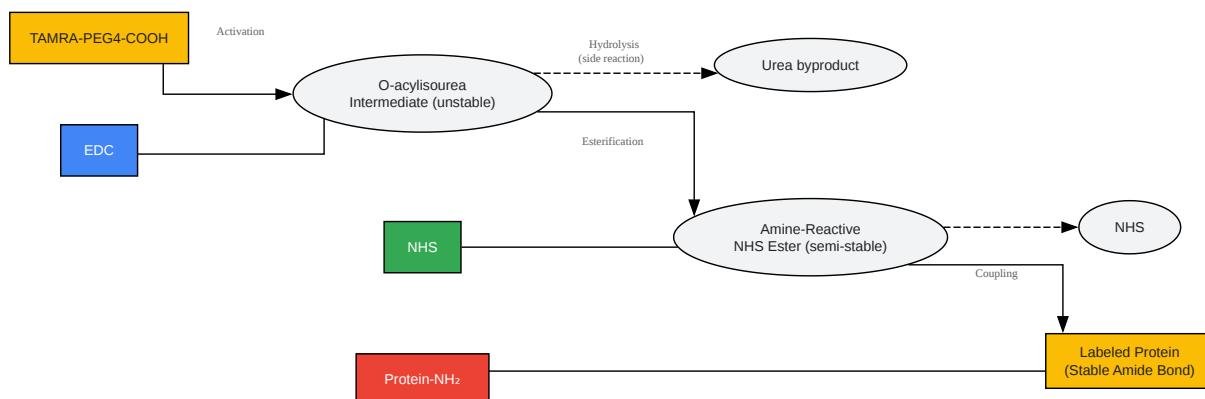 TAMRA-PEG4-COOH
Activation
Hydrolysis
(side reaction)
Urea byproduct
O-acylisourea
Intermediate (unstable)
EDC
Esterification
NHS
Amine-Reactive
NHS Ester (semi-stable)
NHS
Coupling
Protein-NH₂
Labeled Protein
(Stable Amide Bond)